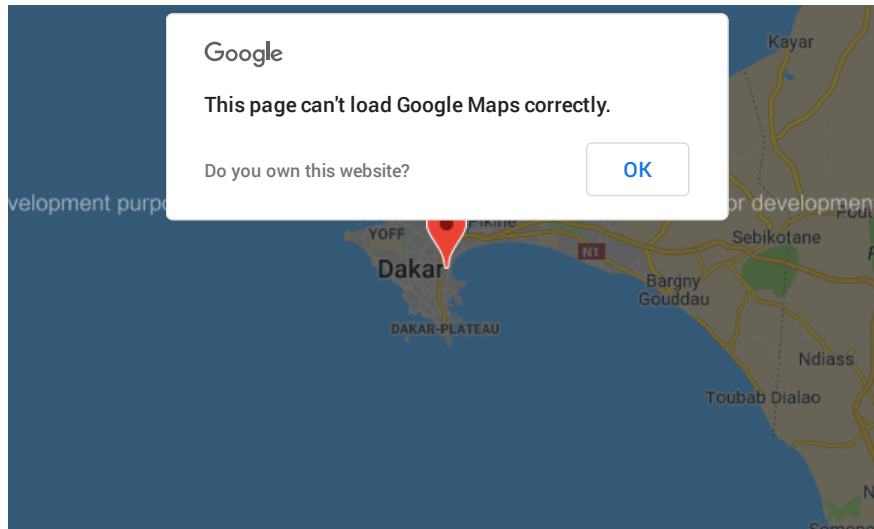 Google
This page can't load Google Maps correctly.
Do you own this website?
OK
Kayar
velopment purpo
or developmen
Pout
YOFF
Pikine
Sebikotane
N1
Dakar
Bargny
Gouddau
DAKAR-PLATEAU
Ndiass
Toubab Dialao
N